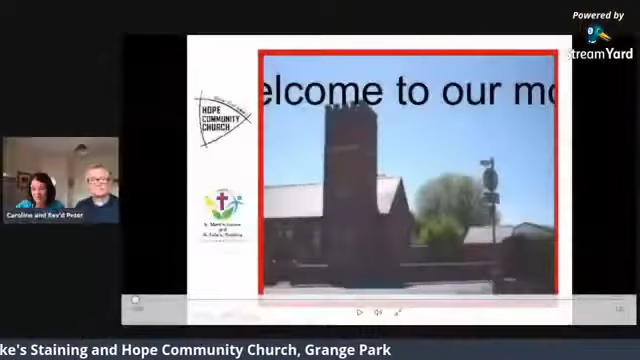 Powered by
StreamYard
elcome to our mo
HOPE
COMMUNITY
CHURCH
Caroline and Rev'd Peter
ke's Staining and Hope Community Church, Grange Park